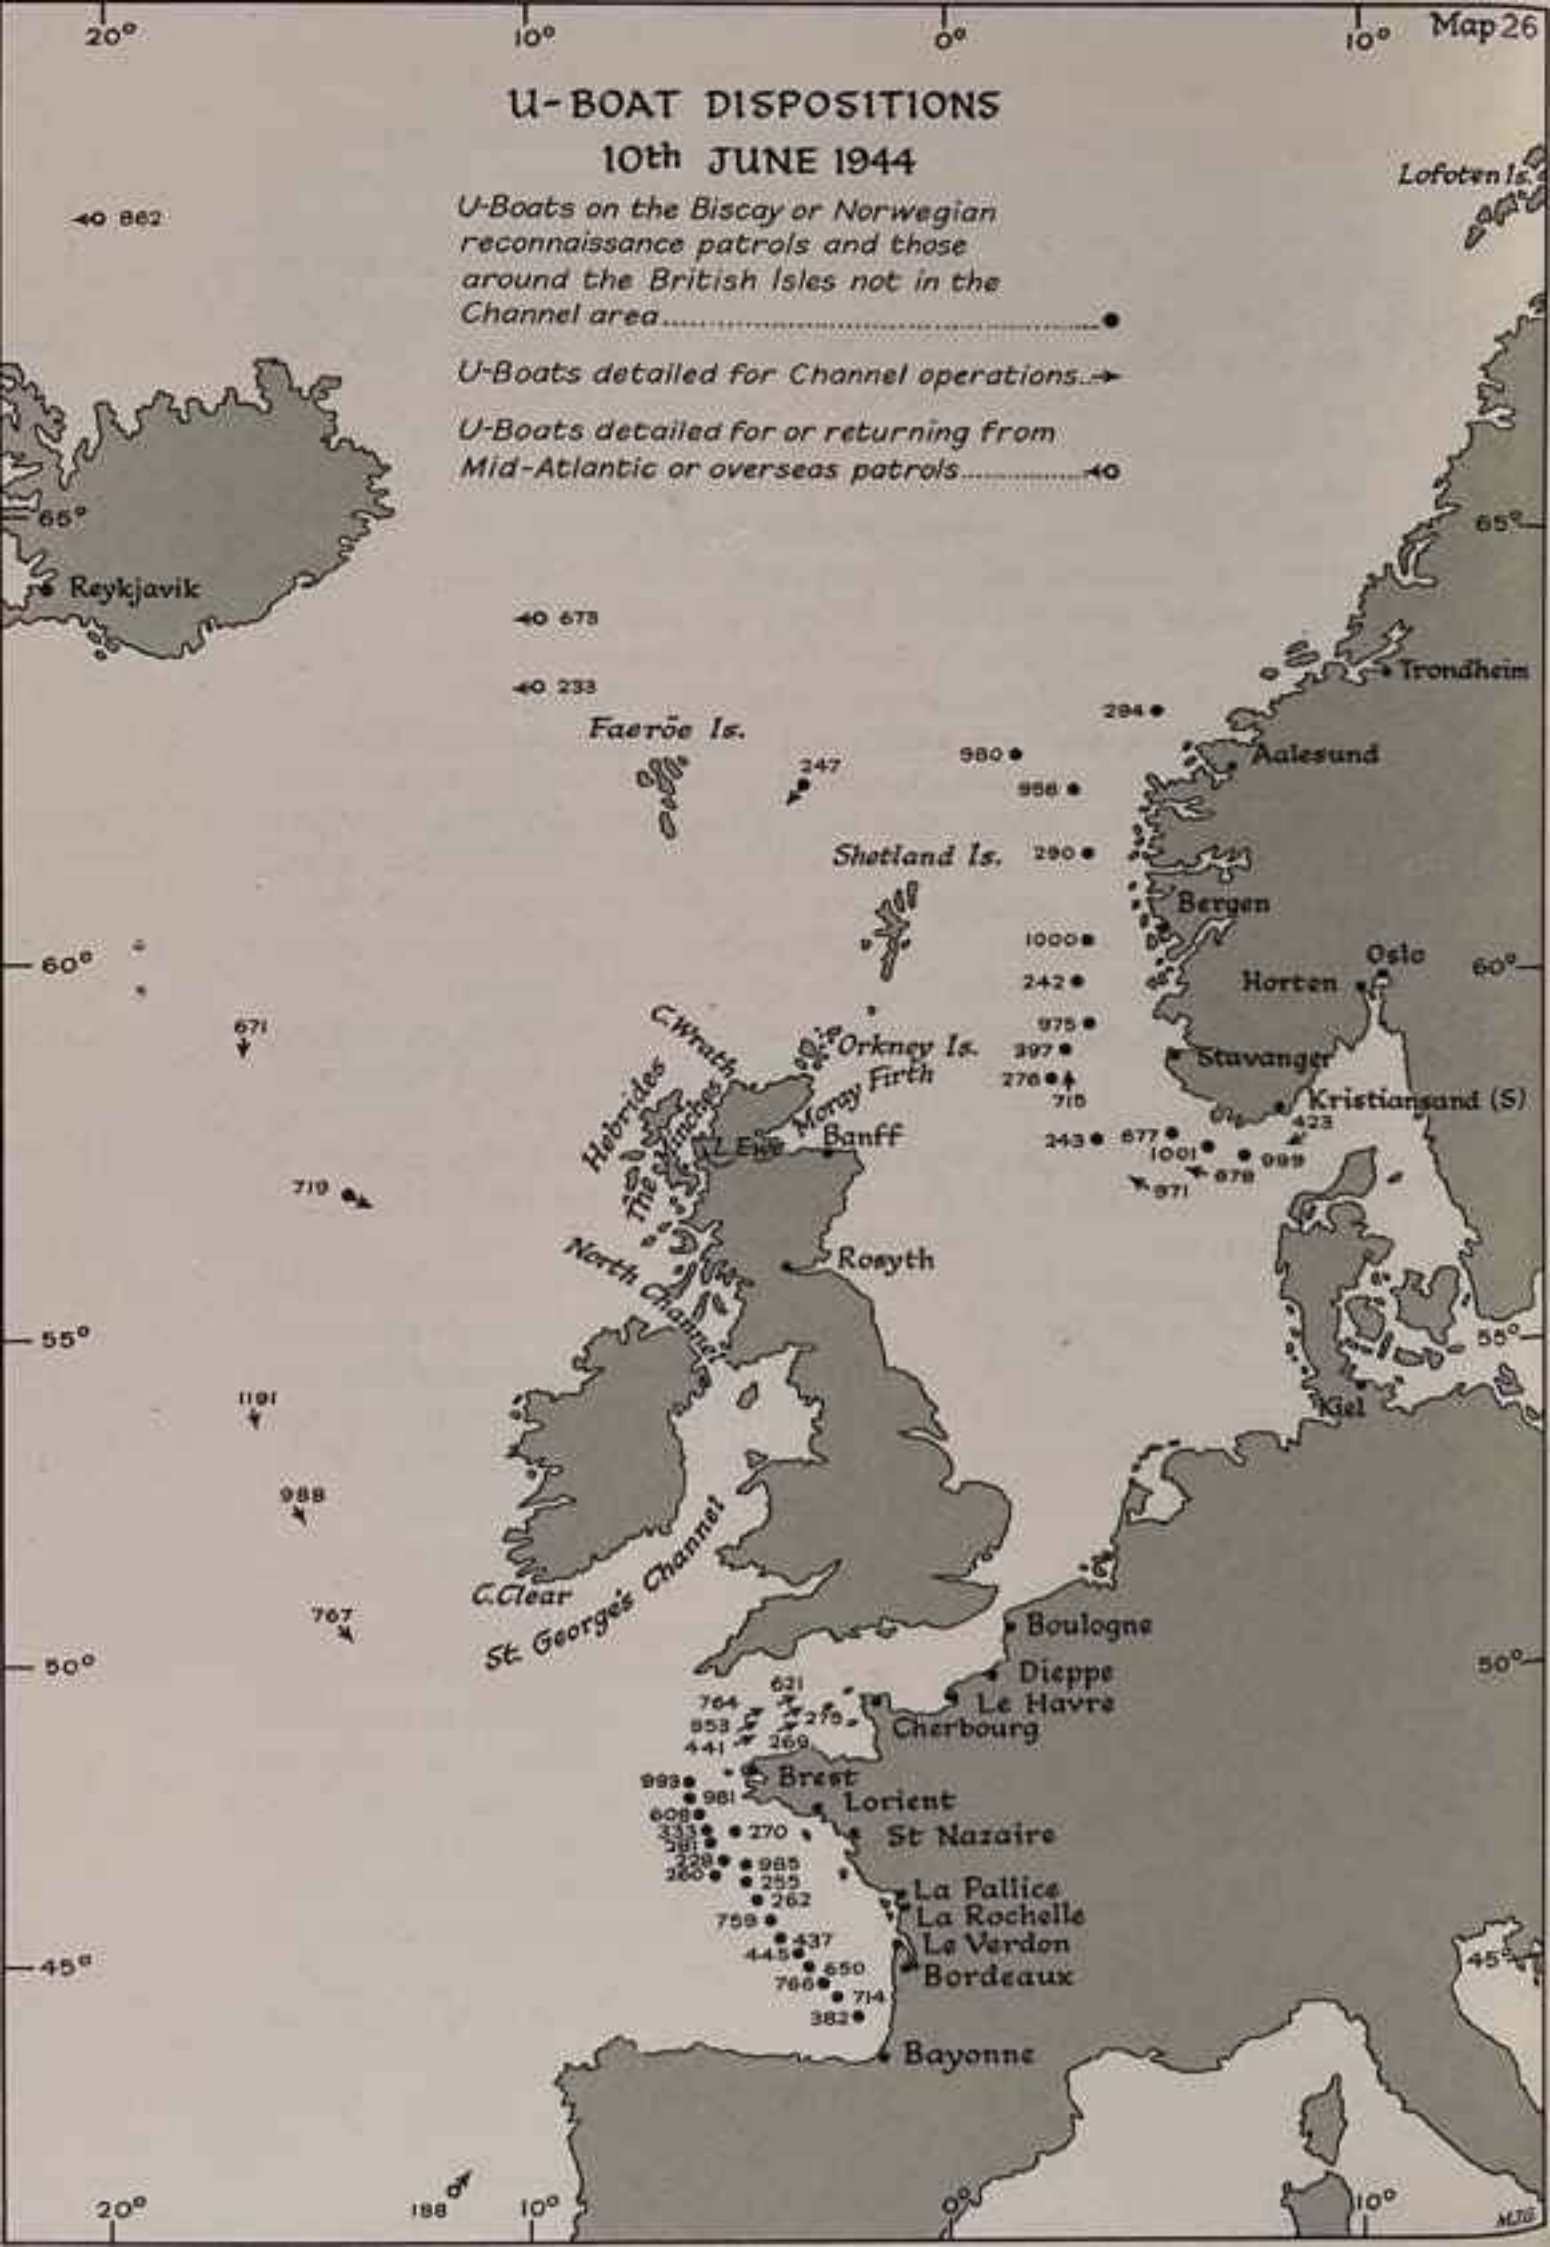 20° 10° 0° 10° Map 26
U-BOAT DISPOSITIONS
10th JUNE 1944
U-Boats on the Biscay or Norwegian
reconnaissance patrols and those
around the British Isles not in the
Channel area
U-Boats detailed for Channel operations
U-Boats detailed for or returning from
Mid-Atlantic or overseas patrols
Lofoten Is.
862
65° 65°
Reykjavik
673
Trondheim
233
294
Faeröe Is.
980 Aalesund
247
958
Shetland Is. 290
Bergen
1000
Oslo
60° 60°
242 Horten
671 975
C. Wrath
Orkney Is. 397
Stavanger
Hebrides
The Minches
Moray Firth
276
715 Kristiansand (S)
423
Banff
243 677
1001 999
678
971
719
North Channel
Rosyth
55° 55°
1191
Kiel
988
C. Clear
St. George's Channel
767
Boulogne
50° 50°
Dieppe
621
764 Le Havre
275
953 Cherbourg
441 269
993 Brest
981 Lorient
608
333 270 St Nazaire
281
228 985
260 255
La Pallice
262
759 La Rochelle
437 Le Verdon
445
45° 45°
650 Bordeaux
766
714
382
Bayonne
188
20° 10° 0° 10°